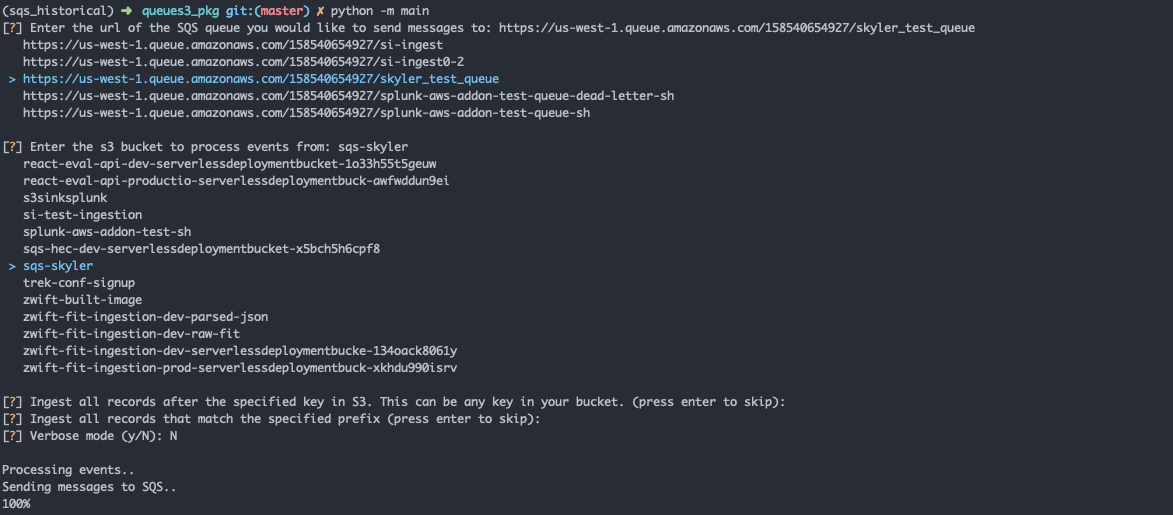 (sqs_historical) ➜ queues3_pkg git:(master) ✗ python -m main
[?] Enter the url of the SQS queue you would like to send messages to: https://us-west-1.queue.amazonaws.com/158540654927/skyler_test_queue
https://us-west-1.queue.amazonaws.com/158540654927/si-ingest
https://us-west-1.queue.amazonaws.com/158540654927/si-ingest0-2
> https://us-west-1.queue.amazonaws.com/158540654927/skyler_test_queue
https://us-west-1.queue.amazonaws.com/158540654927/splunk-aws-addon-test-queue-dead-letter-sh
https://us-west-1.queue.amazonaws.com/158540654927/splunk-aws-addon-test-queue-sh
[?] Enter the s3 bucket to process events from: sqs-skyler
react-eval-api-dev-serverlessdeploymentbucket-1o33h55t5geuw
react-eval-api-productio-serverlessdeploymentbuck-awfwddun9ei
s3sinksplunk
si-test-ingestion
splunk-aws-addon-test-sh
sqs-hec-dev-serverlessdeploymentbucket-x5bch5h6cpf8
> sqs-skyler
trek-conf-signup
zwift-built-image
zwift-fit-ingestion-dev-parsed-json
zwift-fit-ingestion-dev-raw-fit
zwift-fit-ingestion-dev-serverlessdeploymentbucke-134oack8061y
zwift-fit-ingestion-prod-serverlessdeploymentbuck-xkhdu990isrv
[?] Ingest all records after the specified key in S3. This can be any key in your bucket. (press enter to skip):
[?] Ingest all records that match the specified prefix (press enter to skip):
[?] Verbose mode (y/N): N
Processing events..
Sending messages to SQS..
100%